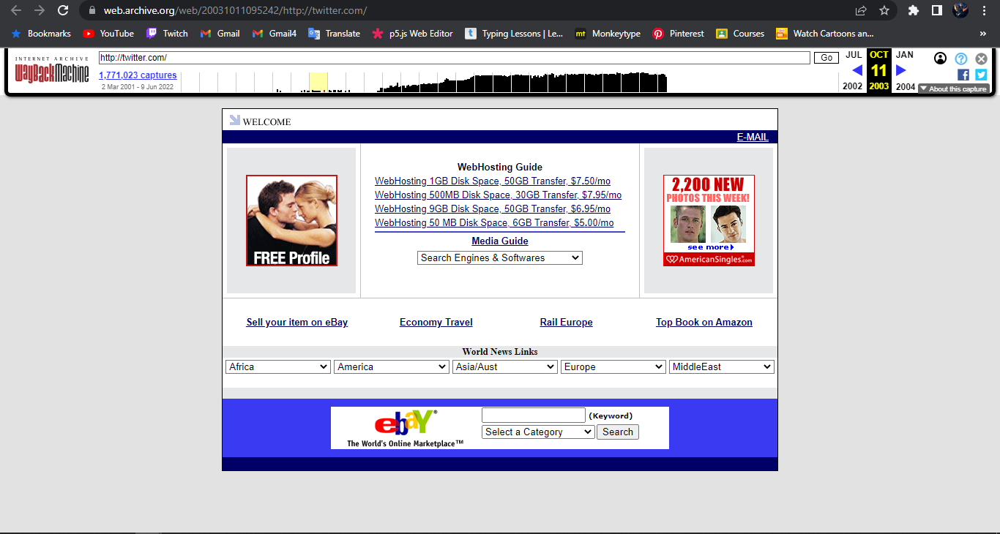 web.archive.org/web/20031011095242/http://twitter.com/
Bookmarks YouTube Twitch Gmail Gmail4 Translate p5.js Web Editor Typing Lessons | Le... Monkeytype Pinterest Courses Watch Cartoons an... »
INTERNET ARCHIVE
WayBackMachine
http://twitter.com/
Go
1,771,023 captures
2 Mar 2001 - 9 Jun 2022
JUL OCT JAN
11
2002 2003 2004
About this capture
WELCOME
E-MAIL
FREE Profile
WebHosting Guide
WebHosting 1GB Disk Space, 50GB Transfer, $7.50/mo
WebHosting 500MB Disk Space, 30GB Transfer, $7.95/mo
WebHosting 9GB Disk Space, 50GB Transfer, $6.95/mo
WebHosting 50 MB Disk Space, 6GB Transfer, $5.00/mo
Media Guide
Search Engines & Softwares
2,200 NEW
PHOTOS THIS WEEK!
see more
AmericanSingles.com
Sell your item on eBay Economy Travel Rail Europe Top Book on Amazon
World News Links
Africa America Asia/Aust Europe MiddleEast
ebaY®
The World's Online Marketplace™
(Keyword)
Select a Category Search